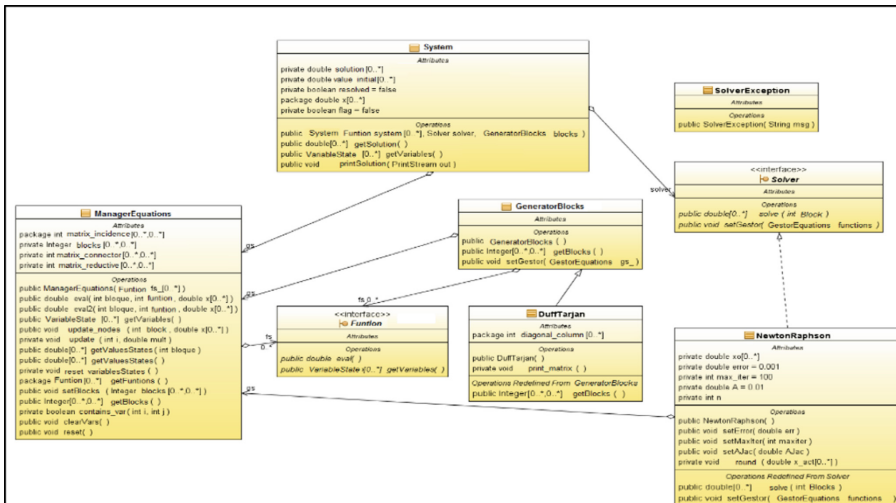 System
Attributes
private double solution[0..*]
private double value initial[0..*]
private boolean resolved = false
package double x[0..*]
private boolean flag = false
Operations
public System Funtion system[0..*], Solver solver, GeneratorBlocks blocks )
public double[0..*] getSolution( )
public VariableState [0..*] getVariables( )
public void printSolution( PrintStream out )
SolverException
Attributes
Operations
public SolverException( String msg )
solver
<<interface>>
Solver
Attributes
Operations
public double[0..*] solve ( int Block )
public void setGestor( GestorEquations functions )
ManagerEquations
Attributes
package int matrix_incidence[0..*,0..*]
private Integer blocks[0..*,0..*]
private int matrix_connector[0..*,0..*]
private int matrix_reductive[0..*,0..*]
Operations
public ManagerEquations( Funtion fs_[0..*] )
public double eval( int bloque, int funtion, double x[0..*] )
public double eval2( int bloque, int funtion, double x[0..*] )
public VariableState [0..*] getVariables( )
public void update_nodes ( int block, double x[0..*] )
private void update ( int i, double mult )
public double[0..*] getValuesStates( int bloque )
public double[0..*] getValuesStates( )
private void reset variablesStates ( )
package Funtion[0..*] getFuntions( )
public void setBlocks ( Integer blocks[0..*,0..*] )
public Integer[0..*,0..*] getBlocks( )
private boolean contains_var( int i, int j )
public void clearVars( )
public void reset( )
gs
gs
fs
0..*
gs
GeneratorBlocks
Attributes
Operations
public GeneratorBlocks ( )
public Integer[0..*,0..*] getBlocks( )
public void setGestor( GestorEquations gs_ )
fs 0..*
<<interface>>
Funtion
Attributes
Operations
public double eval( )
public VariableState [0..*] getVariables( )
DuffTarjan
Attributes
package int diagonal_column[0..*]
Operations
public DuffTarjan( )
private void print_matrix ( )
Operations Redefined From GeneratorBlocks
public Integer[0..*,0..*] getBlocks( )
NewtonRaphson
Attributes
private double xo[0..*]
private double error = 0.001
private int max_iter = 100
private double A = 0.01
private int n
Operations
public NewtonRaphson( )
public void setError( double err )
public void setMaxIter( int maxiter )
public void setAJac( double AJac )
private void round ( double x_act[0..*] )
Operations Redefined From Solver
public double[0..*] solve ( int Blocks )
public void setGestor( GestorEquations functions )